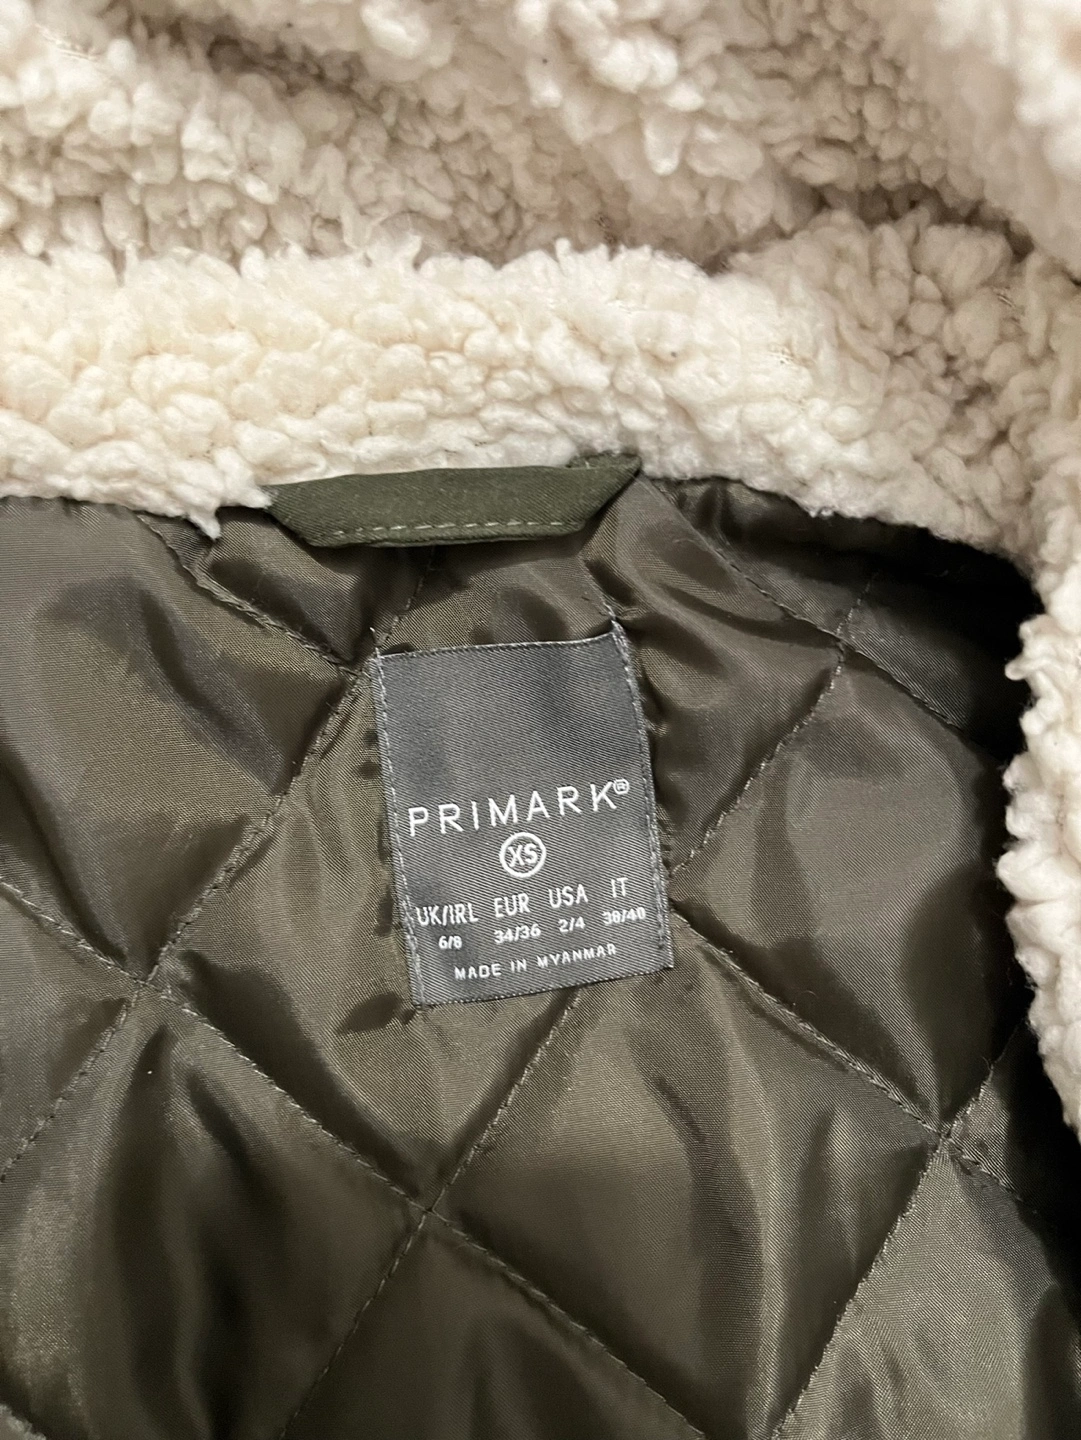 PRIMARK®
XS
UK/IRL EUR USA IT
6/8 34/36 2/4 38/40
MADE IN MYANMAR